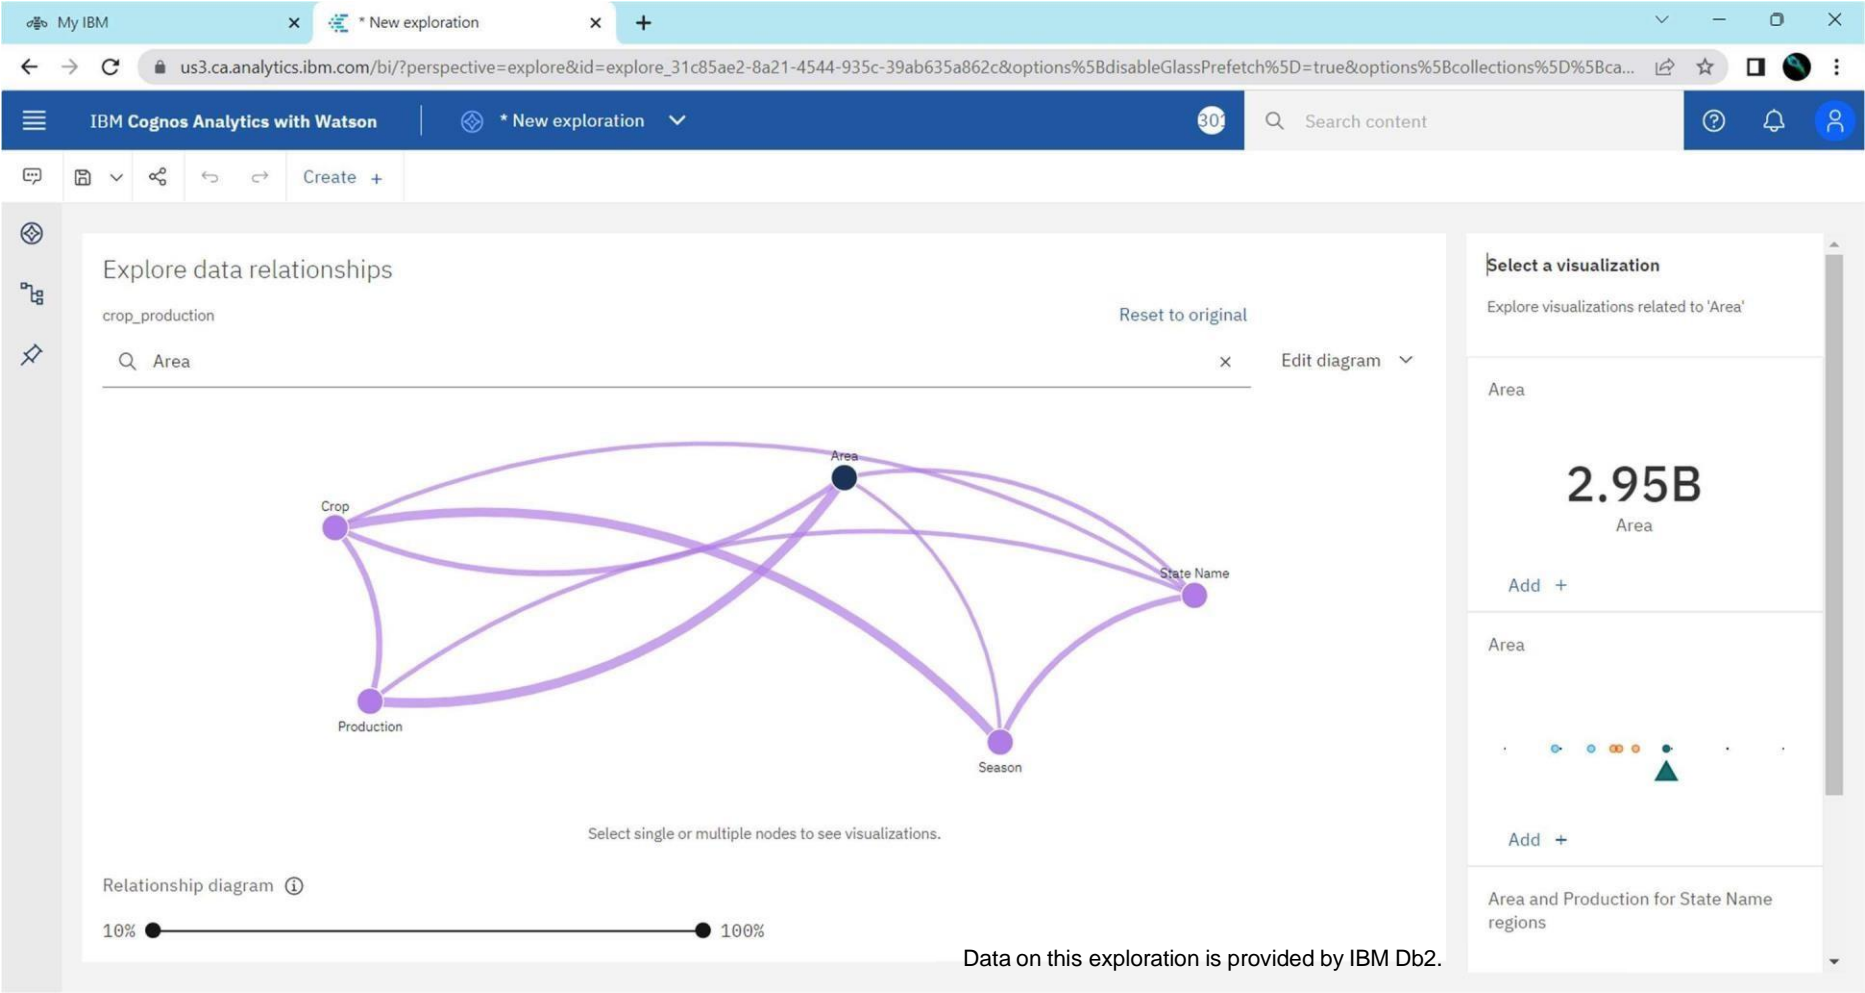 My IBM
* New exploration
us3.ca.analytics.ibm.com/bi/?perspective=explore&id=explore_31c85ae2-8a21-4544-935c-39ab635a862c&options%5BdisableGlassPrefetch%5D=true&options%5Bcollections%5D%5Bca...
IBM Cognos Analytics with Watson
* New exploration
301
Search content
Create +
Explore data relationships
crop_production
Reset to original
Area
Edit diagram
Area
Crop
State Name
Production
Season
Select single or multiple nodes to see visualizations.
Relationship diagram
10%
100%
Data on this exploration is provided by IBM Db2.
Select a visualization
Explore visualizations related to 'Area'
Area
2.95B
Area
Add +
Area
Add +
Area and Production for State Name
regions